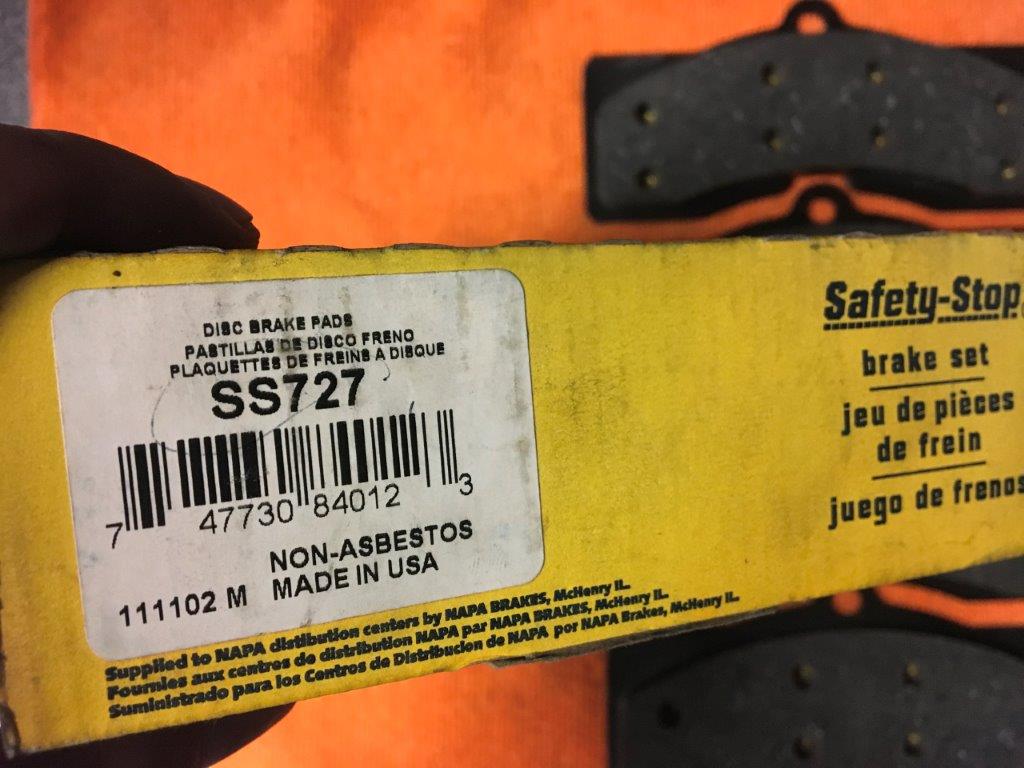 DISC BRAKE PADS
PASTILLAS DE DISCO FRENO
PLAQUETTES DE FREINS A DISQUE
SS727
7 47730 84012 3
NON-ASBESTOS
111102 M MADE IN USA
Supplied to NAPA distribution centers by NAPA BRAKES, McHenry IL.
Fournies aux centres de distribution NAPA par NAPA BRAKES, McHenry IL.
Suministrado para los Centros de Distribucion de NAPA por NAPA Brakes, McHenry IL.
Safety-Stop
brake set
jeu de pièces
de frein
juego de frenos